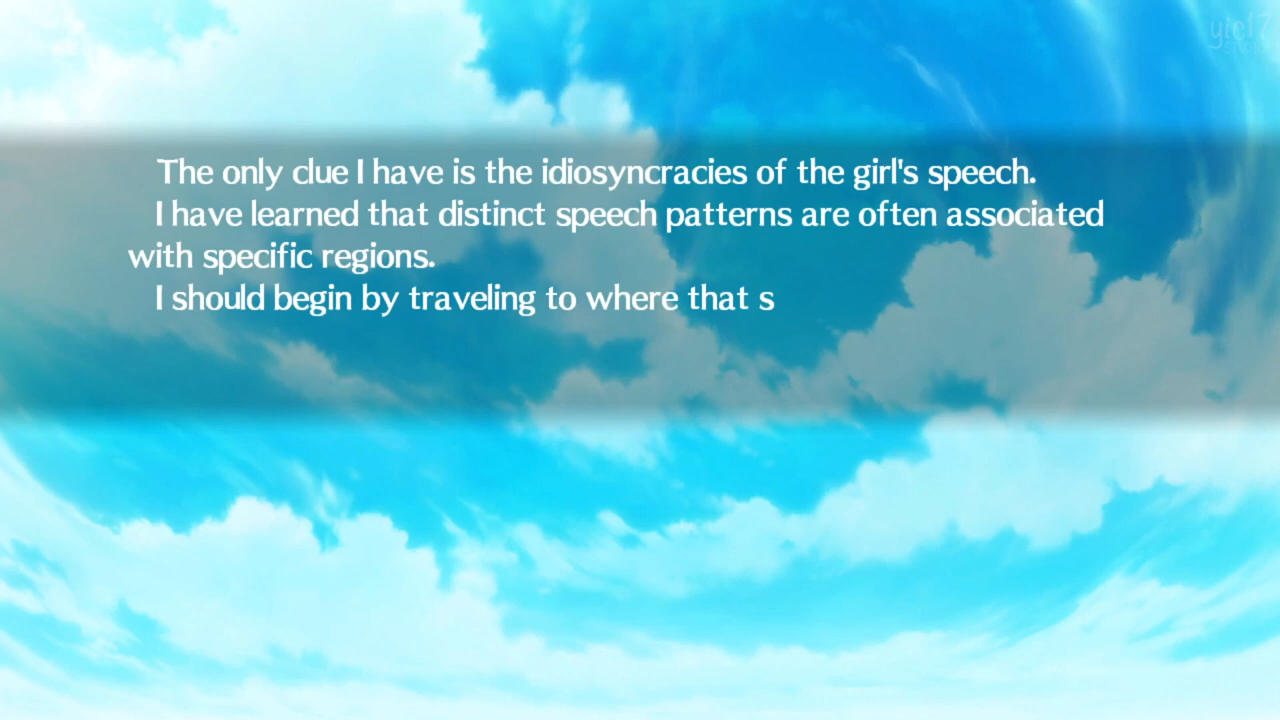 The only clue I have is the idiosyncracies of the girl's speech.
I have learned that distinct speech patterns are often associated
with specific regions.
I should begin by traveling to where that s